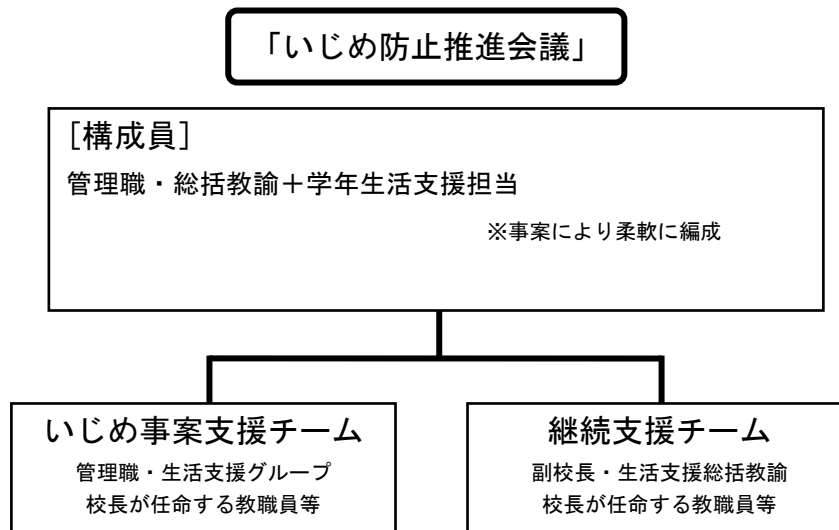 「いじめ防止推進会議」
[構成員]
管理職・総括教諭＋学年生活支援担当
※事案により柔軟に編成
いじめ事案支援チーム
管理職・生活支援グループ
校長が任命する教職員等
継続支援チーム
副校長・生活支援総括教諭
校長が任命する教職員等